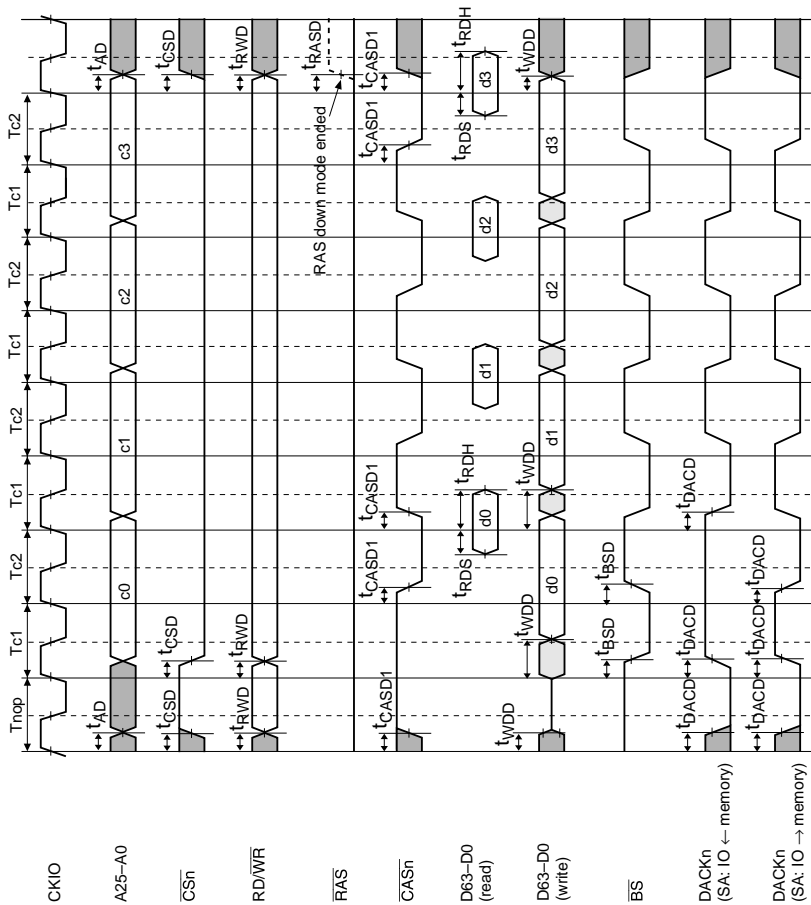 Tnop Tc1 Tc2 Tc1 Tc2 Tc1 Tc2 Tc1 Tc2
CKIO
tAD tAD
A25–A0 c0 c1 c2 c3
tCSD tCSD tCSD
CSn
tRWD tRWD tRWD
RD/WR
tRASD
RAS
RAS down mode ended
tCASD1 tCASD1 tCASD1 tCASD1 tCASD1
CASn
tRDS tRDH tRDS tRDH
D63–D0
(read)
d0 d1 d2 d3
tWDD tWDD tWDD tWDD
D63–D0
(write)
d0 d1 d2 d3
tBSD tBSD
BS
tDACD tDACD tDACD
DACKn
(SA: IO ← memory)
tDACD tDACD tDACD
DACKn
(SA: IO → memory)